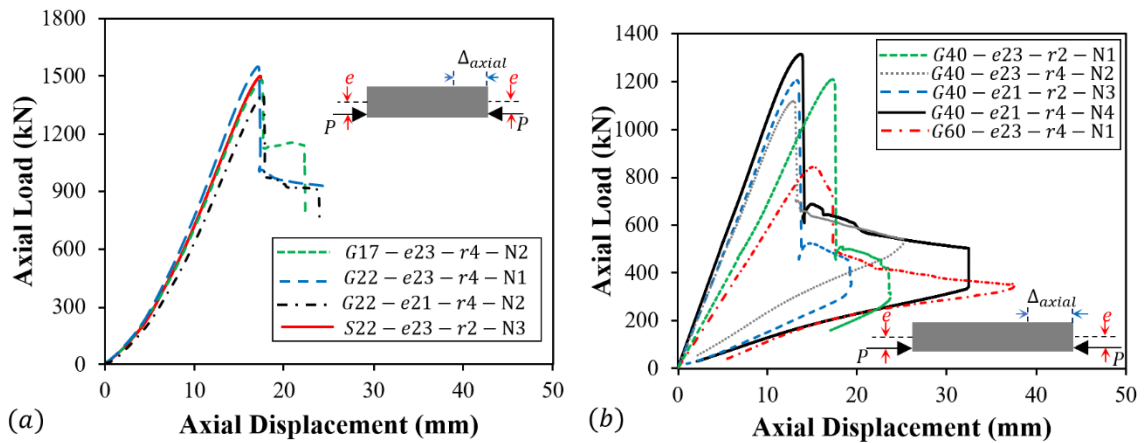 Axial Load (kN)
1800
1500
1200
900
600
300
0
0 10 20 30 40 50
Axial Displacement (mm)
(a)
Δaxial
e e
P P
G17 − e23 − r4 − N2
G22 − e23 − r4 − N1
G22 − e21 − r4 − N2
S22 − e23 − r2 − N3
Axial Load (kN)
1400
1200
1000
800
600
400
200
0
0 10 20 30 40 50
Axial Displacement (mm)
(b)
G40 − e23 − r2 − N1
G40 − e23 − r4 − N2
G40 − e21 − r2 − N3
G40 − e21 − r4 − N4
G60 − e23 − r4 − N1
Δaxial
e e
P P